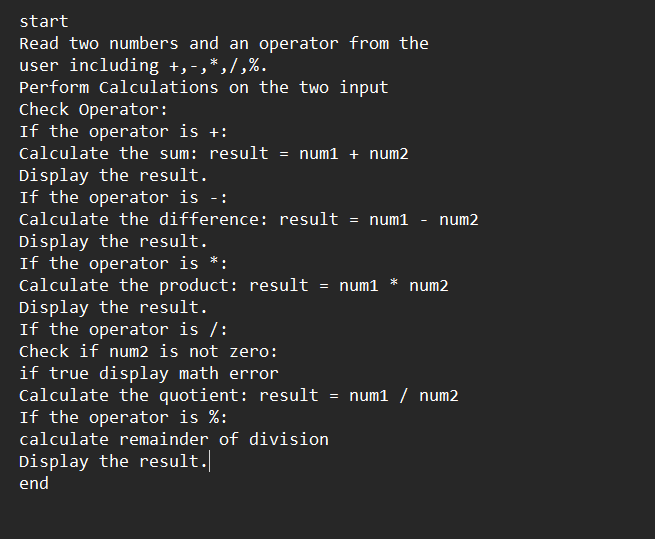 start
Read two numbers and an operator from the
user including +,-,*,/,%.
Perform Calculations on the two input
Check Operator:
If the operator is +:
Calculate the sum: result = num1 + num2
Display the result.
If the operator is -:
Calculate the difference: result = num1 - num2
Display the result.
If the operator is *:
Calculate the product: result = num1 * num2
Display the result.
If the operator is /:
Check if num2 is not zero:
if true display math error
Calculate the quotient: result = num1 / num2
If the operator is %:
calculate remainder of division
Display the result.
end